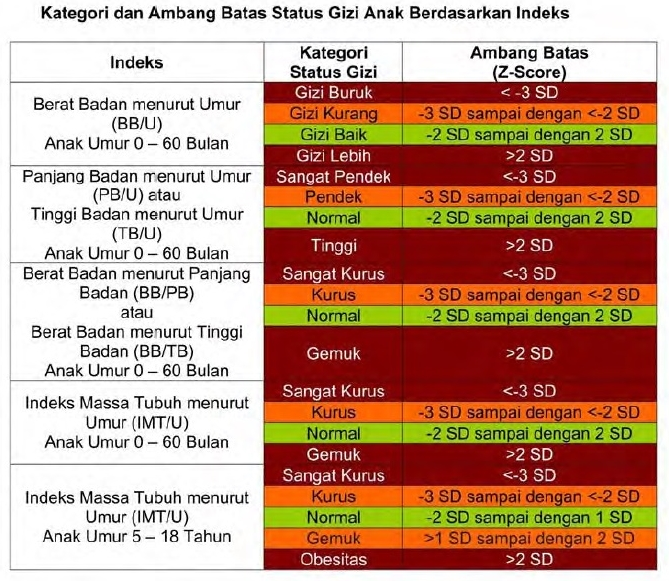 Kategori dan Ambang Batas Status Gizi Anak Berdasarkan Indeks
Indeks
Kategori
Status Gizi
Ambang Batas
(Z-Score)
Berat Badan menurut Umur
(BB/U)
Anak Umur 0 – 60 Bulan
Gizi Buruk
< -3 SD
Gizi Kurang
-3 SD sampai dengan <-2 SD
Gizi Baik
-2 SD sampai dengan 2 SD
Gizi Lebih
>2 SD
Panjang Badan menurut Umur
(PB/U) atau
Tinggi Badan menurut Umur
(TB/U)
Anak Umur 0 – 60 Bulan
Sangat Pendek
<-3 SD
Pendek
-3 SD sampai dengan <-2 SD
Normal
-2 SD sampai dengan 2 SD
Tinggi
>2 SD
Berat Badan menurut Panjang
Badan (BB/PB)
atau
Berat Badan menurut Tinggi
Badan (BB/TB)
Anak Umur 0 – 60 Bulan
Sangat Kurus
<-3 SD
Kurus
-3 SD sampai dengan <-2 SD
Normal
-2 SD sampai dengan 2 SD
Gemuk
>2 SD
Indeks Massa Tubuh menurut
Umur (IMT/U)
Anak Umur 0 – 60 Bulan
Sangat Kurus
<-3 SD
Kurus
-3 SD sampai dengan <-2 SD
Normal
-2 SD sampai dengan 2 SD
Gemuk
>2 SD
Indeks Massa Tubuh menurut
Umur (IMT/U)
Anak Umur 5 – 18 Tahun
Sangat Kurus
<-3 SD
Kurus
-3 SD sampai dengan <-2 SD
Normal
-2 SD sampai dengan 1 SD
Gemuk
>1 SD sampai dengan 2 SD
Obesitas
>2 SD